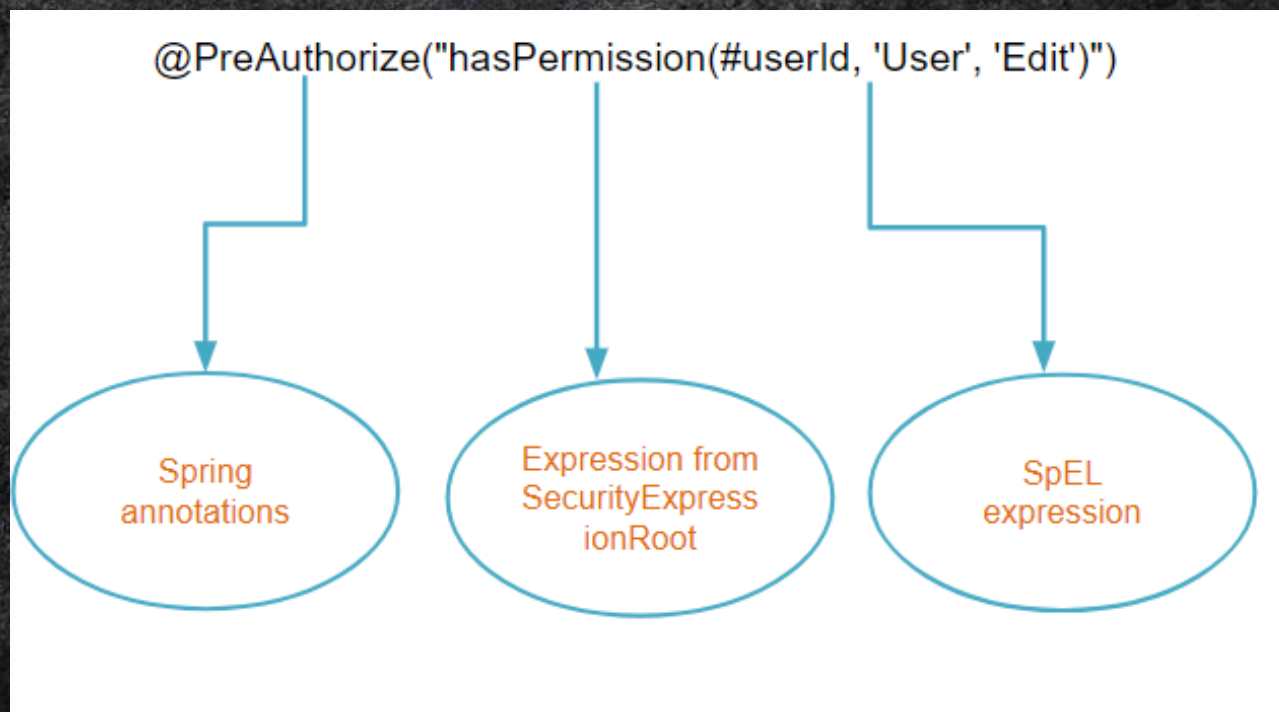 @PreAuthorize("hasPermission(#userId, 'User', 'Edit')")
Spring
annotations
Expression from
SecurityExpress
ionRoot
SpEL
expression